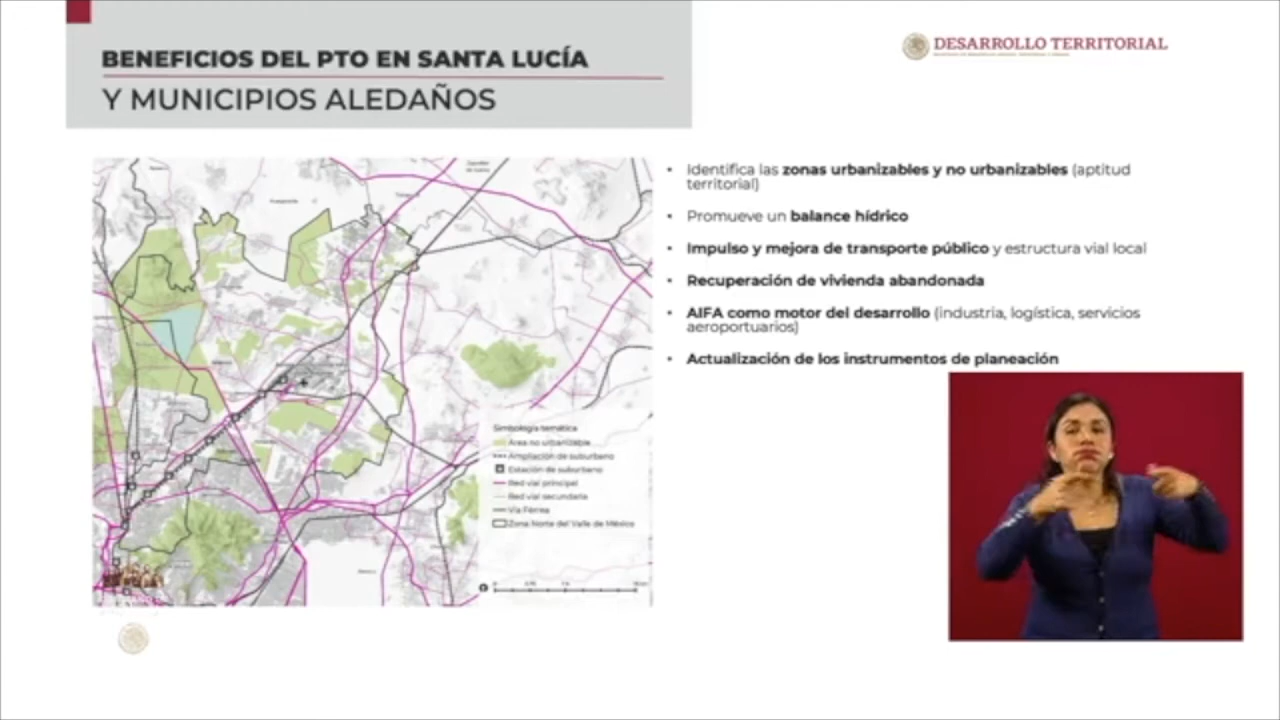 BENEFICIOS DEL PTO EN SANTA LUCÍA
Y MUNICIPIOS ALEDAÑOS
DESARROLLO TERRITORIAL
• Identifica las zonas urbanizables y no urbanizables (aptitud
territorial)
• Promueve un balance hídrico
• Impulso y mejora de transporte público y estructura vial local
• Recuperación de vivienda abandonada
• AIFA como motor del desarrollo (industria, logística, servicios
aeroportuarios)
• Actualización de los instrumentos de planeación
Simbología temática
Área no urbanizable
Ampliación de suburbano
Estación de suburbano
Red vial principal
Red vial secundaria
Vía Férrea
Zona Norte del Valle de México